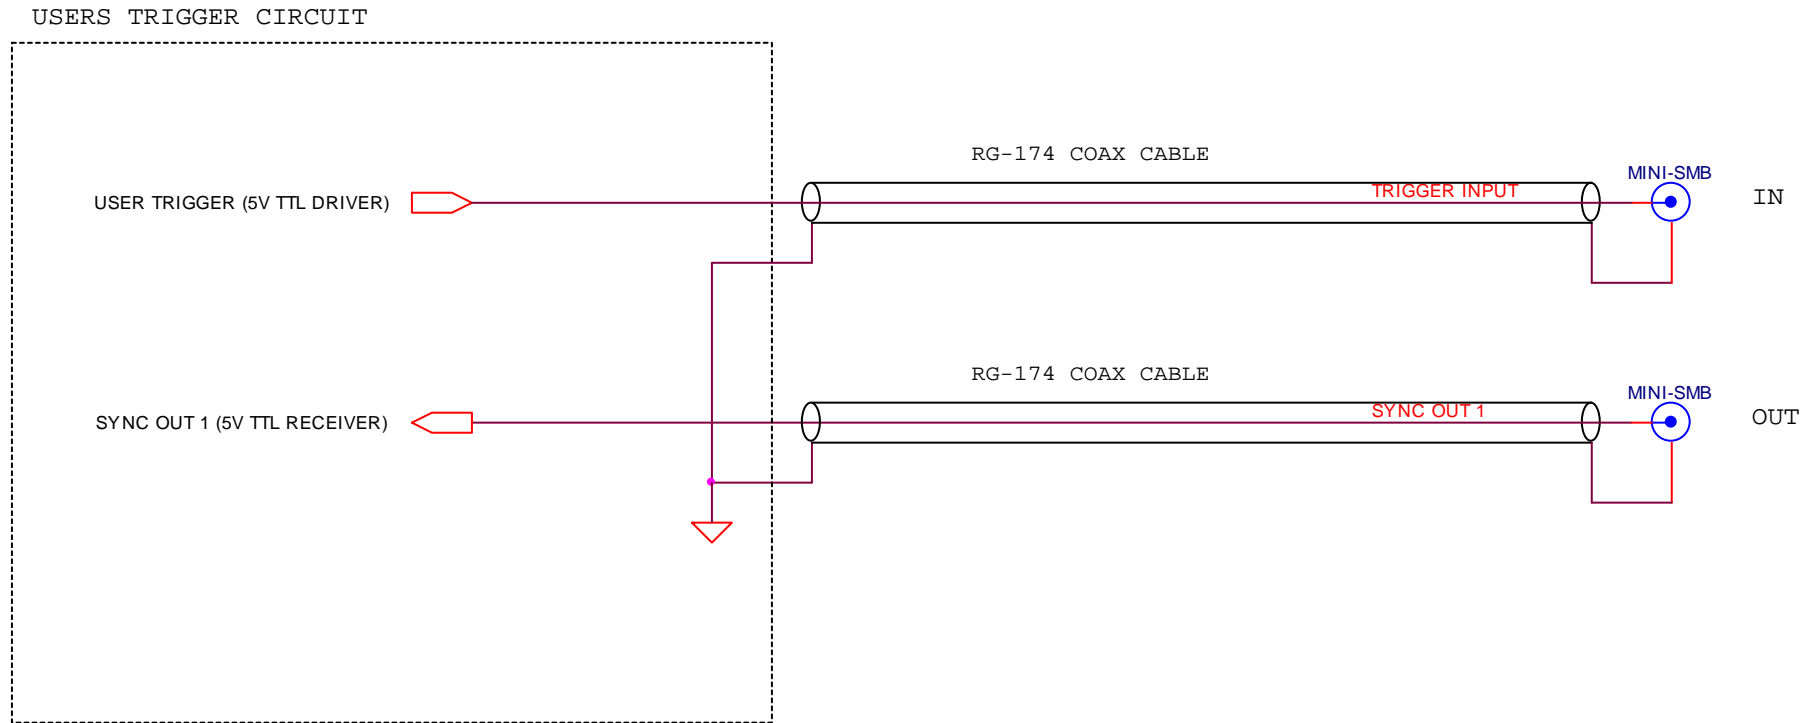 USERS TRIGGER CIRCUIT
RG-174 COAX CABLE
MINI-SMB
TRIGGER INPUT
USER TRIGGER (5V TTL DRIVER)
IN
RG-174 COAX CABLE
MINI-SMB
SYNC OUT 1
SYNC OUT 1 (5V TTL RECEIVER)
OUT